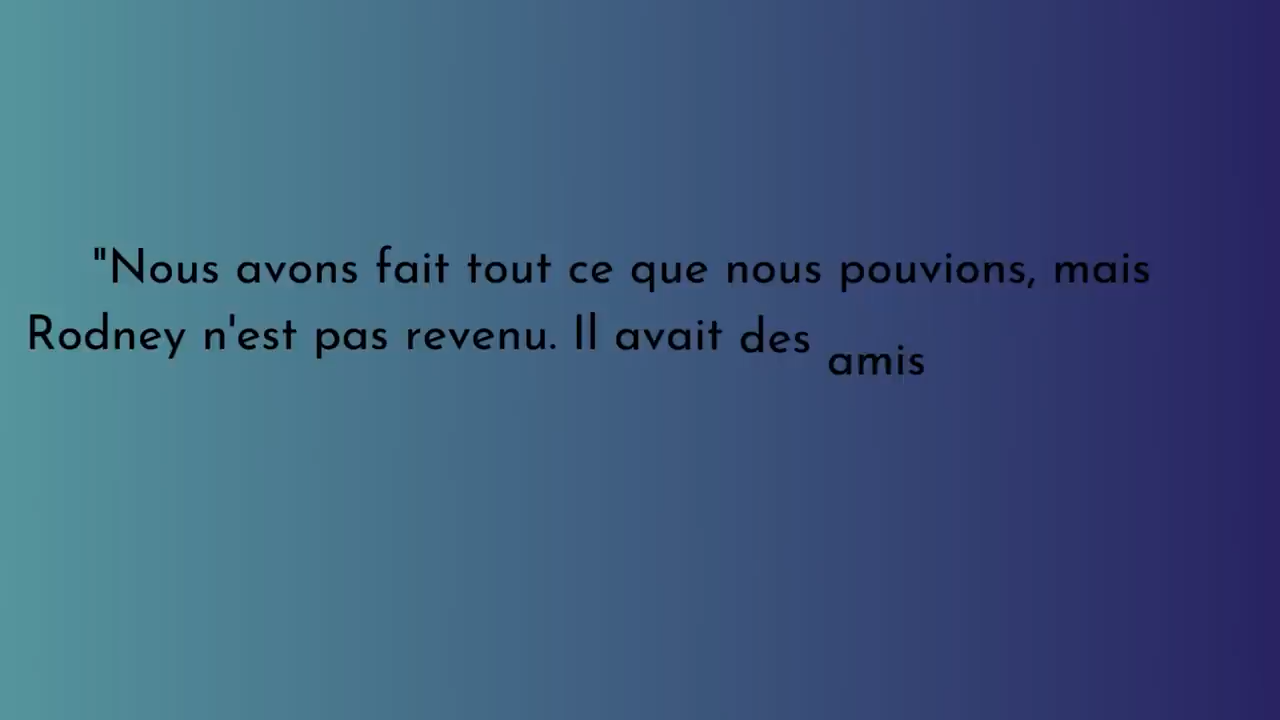 "Nous avons fait tout ce que nous pouvions, mais
Rodney n'est pas revenu. Il avait des amis